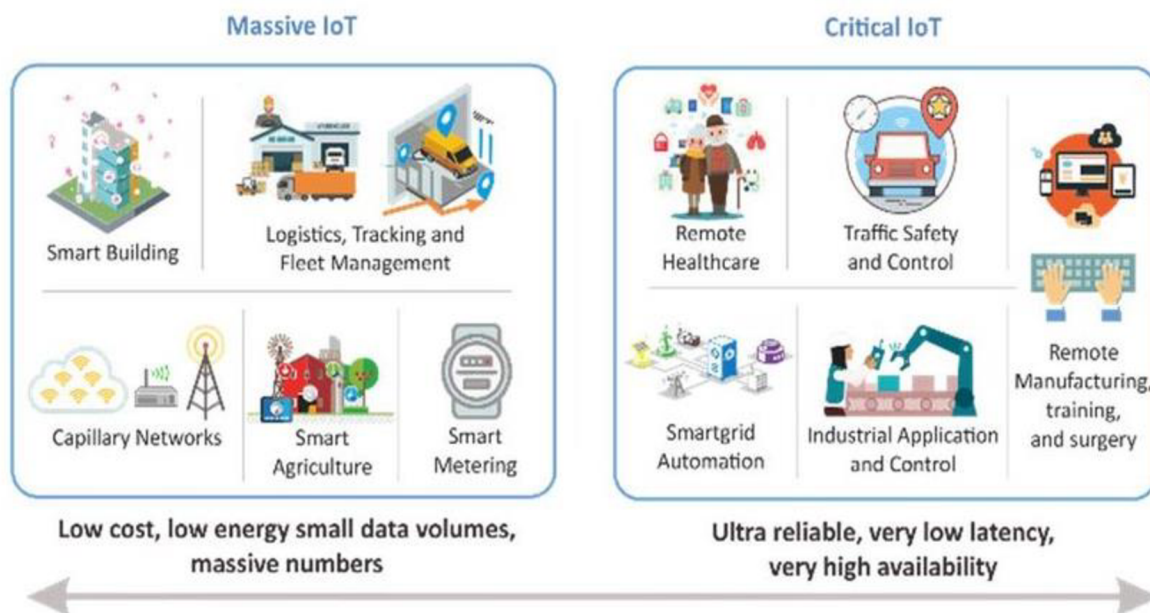 Massive IoT
Smart Building
Logistics, Tracking and
Fleet Management
Capillary Networks
Smart
Agriculture
Smart
Metering
Low cost, low energy small data volumes,
massive numbers
Critical IoT
Remote
Healthcare
Traffic Safety
and Control
Smartgrid
Automation
Industrial Application
and Control
Remote
Manufacturing,
training,
and surgery
Ultra reliable, very low latency,
very high availability